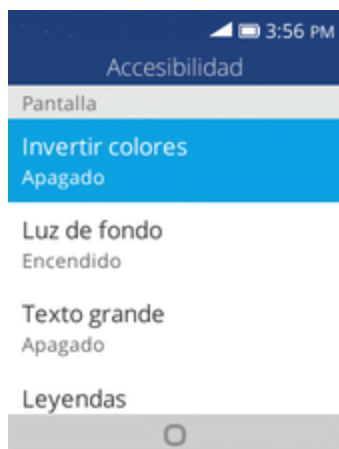 3:56 PM
Accesibilidad
Pantalla
Invertir colores
Apagado
Luz de fondo
Encendido
Texto grande
Apagado
Leyendas